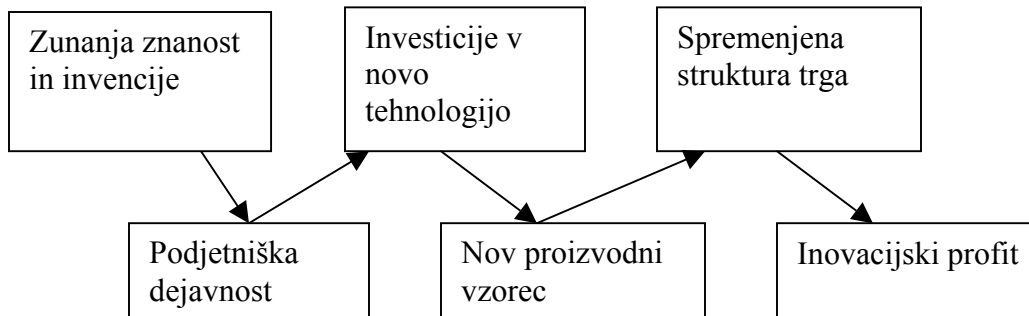 Zunanja znanost
in invencije
Investicije v
novo
tehnologijo
Spremenjena
struktura trga
Podjetniška
dejavnost
Nov proizvodni
vzorec
Inovacijski profit